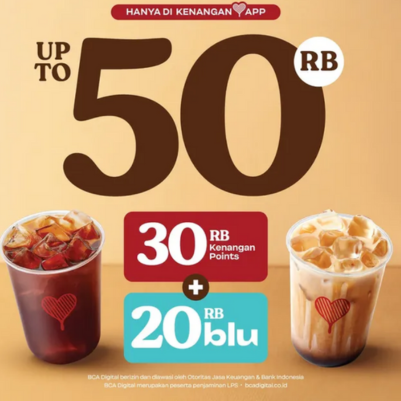 HANYA DI KENANGAN APP
UP TO
50 RB
30 RB Kenangan Points
+
20 RB blu
BCA Digital berizin dan diawasi oleh Otoritas Jasa Keuangan & Bank Indonesia
BCA Digital merupakan peserta penjaminan LPS - bcadigital.co.id